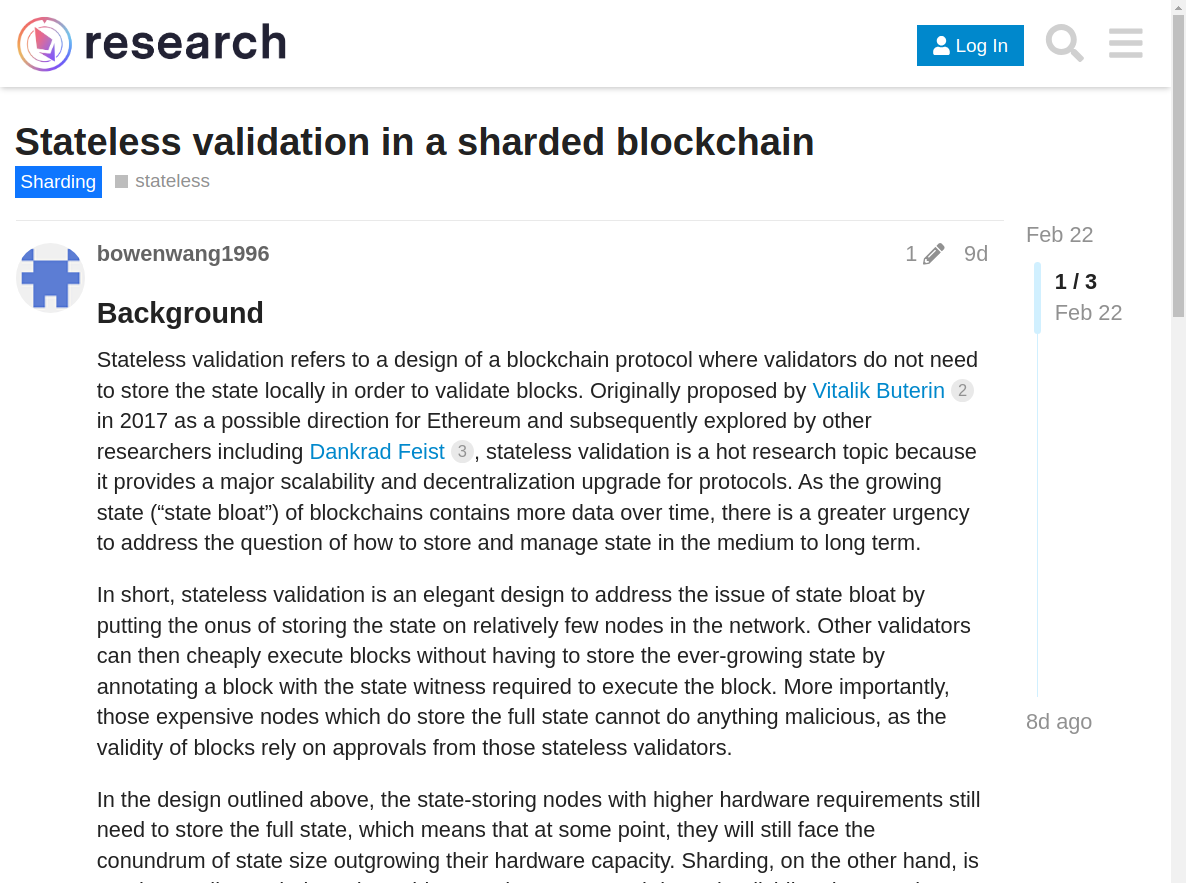 research
Log In
Stateless validation in a sharded blockchain
Sharding
stateless
bowenwang1996
1
9d
Feb 22
1 / 3
Feb 22
8d ago
Background
Stateless validation refers to a design of a blockchain protocol where validators do not need
to store the state locally in order to validate blocks. Originally proposed by Vitalik Buterin 2
in 2017 as a possible direction for Ethereum and subsequently explored by other
researchers including Dankrad Feist 3, stateless validation is a hot research topic because
it provides a major scalability and decentralization upgrade for protocols. As the growing
state (“state bloat”) of blockchains contains more data over time, there is a greater urgency
to address the question of how to store and manage state in the medium to long term.
In short, stateless validation is an elegant design to address the issue of state bloat by
putting the onus of storing the state on relatively few nodes in the network. Other validators
can then cheaply execute blocks without having to store the ever-growing state by
annotating a block with the state witness required to execute the block. More importantly,
those expensive nodes which do store the full state cannot do anything malicious, as the
validity of blocks rely on approvals from those stateless validators.
In the design outlined above, the state-storing nodes with higher hardware requirements still
need to store the full state, which means that at some point, they will still face the
conundrum of state size outgrowing their hardware capacity. Sharding, on the other hand, is